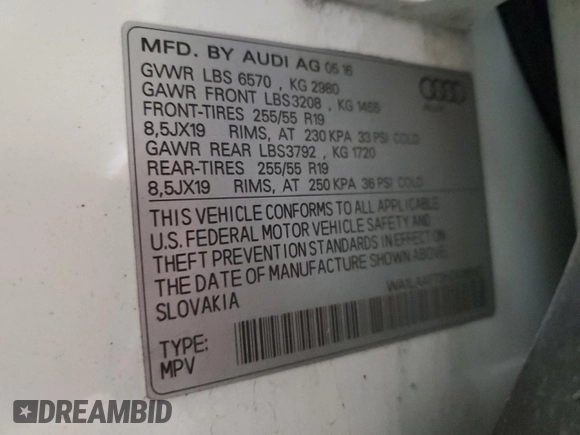 MFD. BY AUDI AG 05 16
GVWR LBS 6570 , KG 2980
GAWR FRONT LBS3208 , KG 1455
FRONT-TIRES 255/55 R19
8,5JX19 RIMS, AT 230 KPA 33 PSI COLD
GAWR REAR LBS3792 , KG 1720
REAR-TIRES 255/55 R19
8,5JX19 RIMS, AT 250 KPA 36 PSI COLD
THIS VEHICLE CONFORMS TO ALL APPLICABLE
U.S. FEDERAL MOTOR VEHICLE SAFETY AND
THEFT PREVENTION STANDARDS IN EFFECT ON
THE DATE OF MANUFACTURE SHOWN ABOVE.
SLOVAKIA
TYPE:
MPV
Audi
DREAMBID